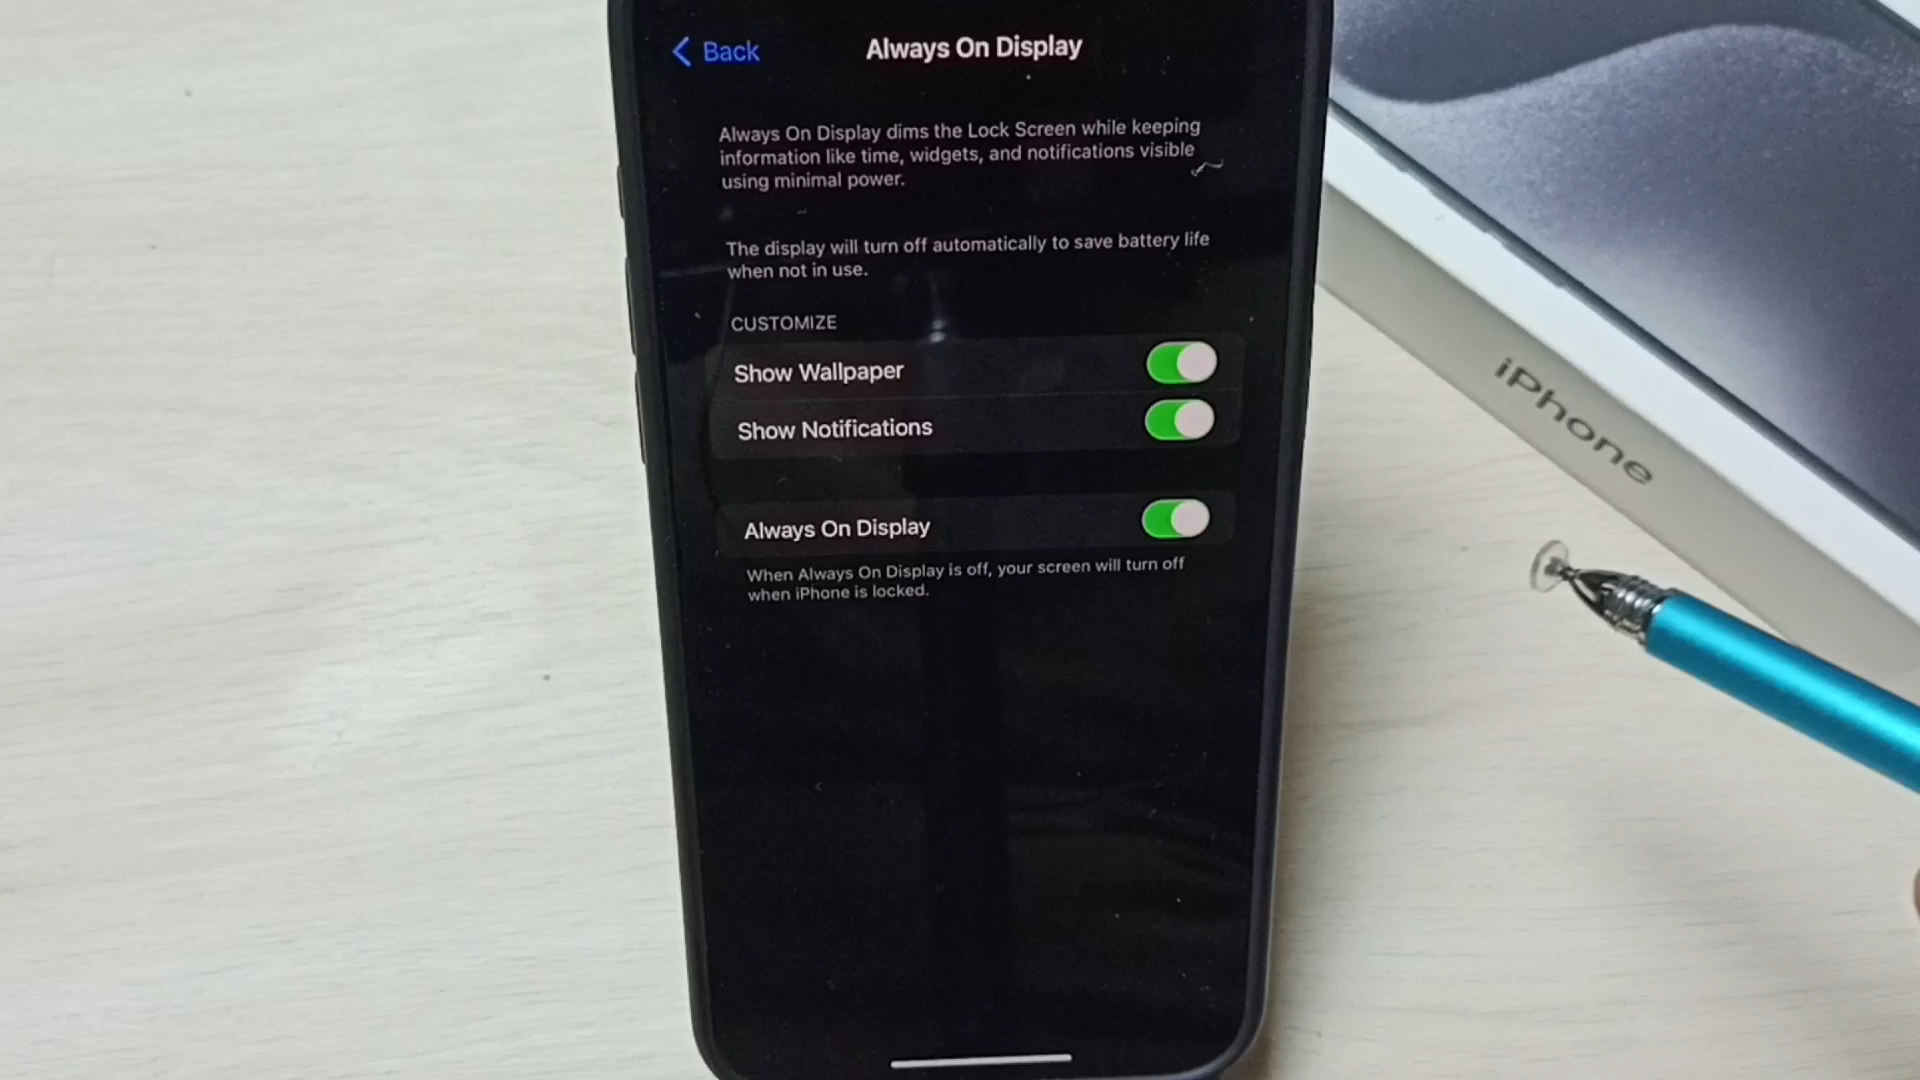 Back
Always On Display
Always On Display dims the Lock Screen while keeping
information like time, widgets, and notifications visible
using minimal power.
The display will turn off automatically to save battery life
when not in use.
CUSTOMIZE
Show Wallpaper
Show Notifications
Always On Display
When Always On Display is off, your screen will turn off
when iPhone is locked.
iPhone